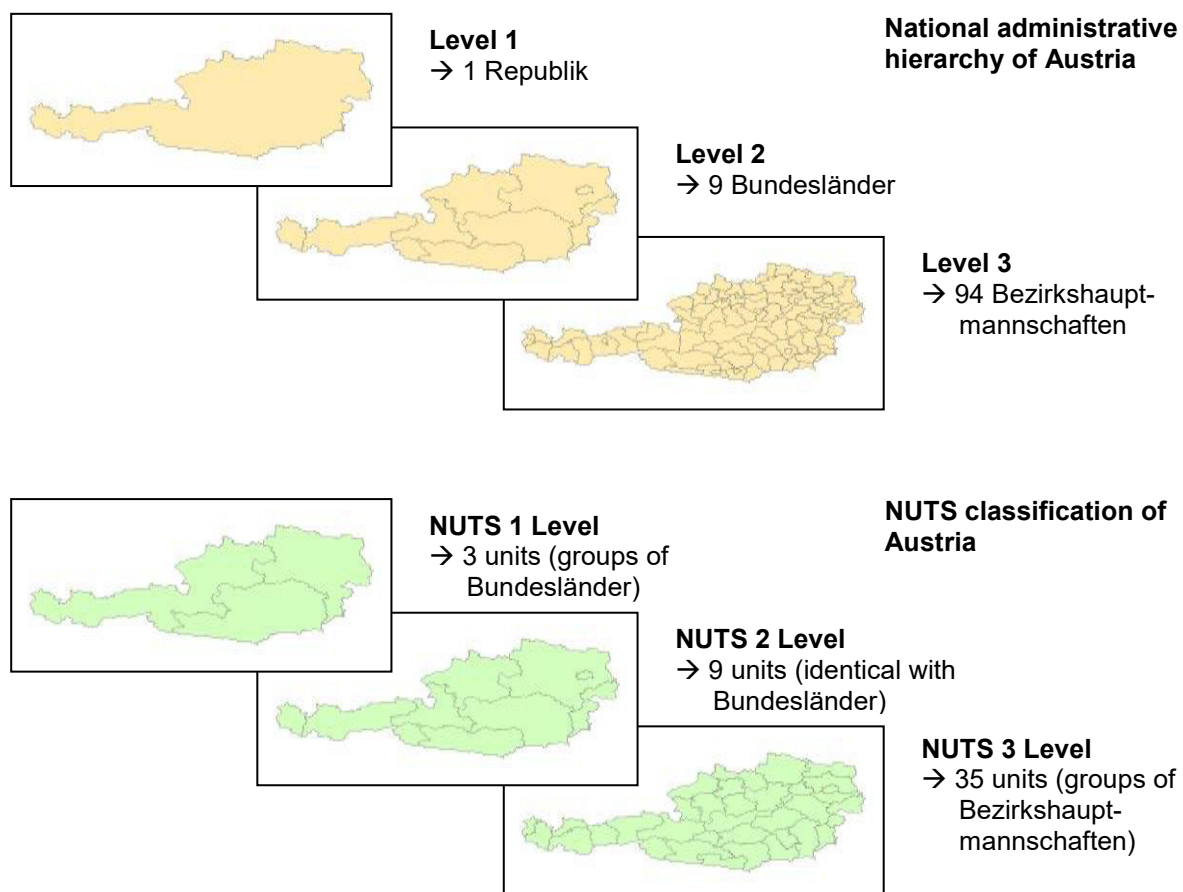 National administrative
hierarchy of Austria
Level 1
→ 1 Republik
Level 2
→ 9 Bundesländer
Level 3
→ 94 Bezirkshaupt-
mannschaften
NUTS classification of
Austria
NUTS 1 Level
→ 3 units (groups of
Bundesländer)
NUTS 2 Level
→ 9 units (identical with
Bundesländer)
NUTS 3 Level
→ 35 units (groups of
Bezirkshaupt-
mannschaften)